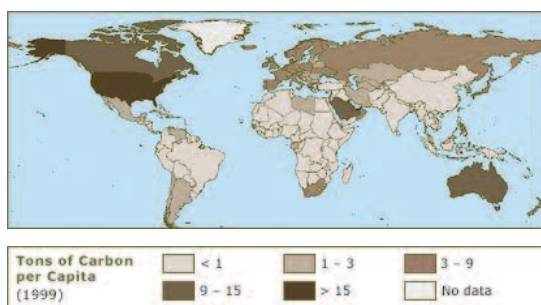 Tons of Carbon < 1 1 - 3 3 - 9
per Capita
(1999) 9 - 15 > 15 No data